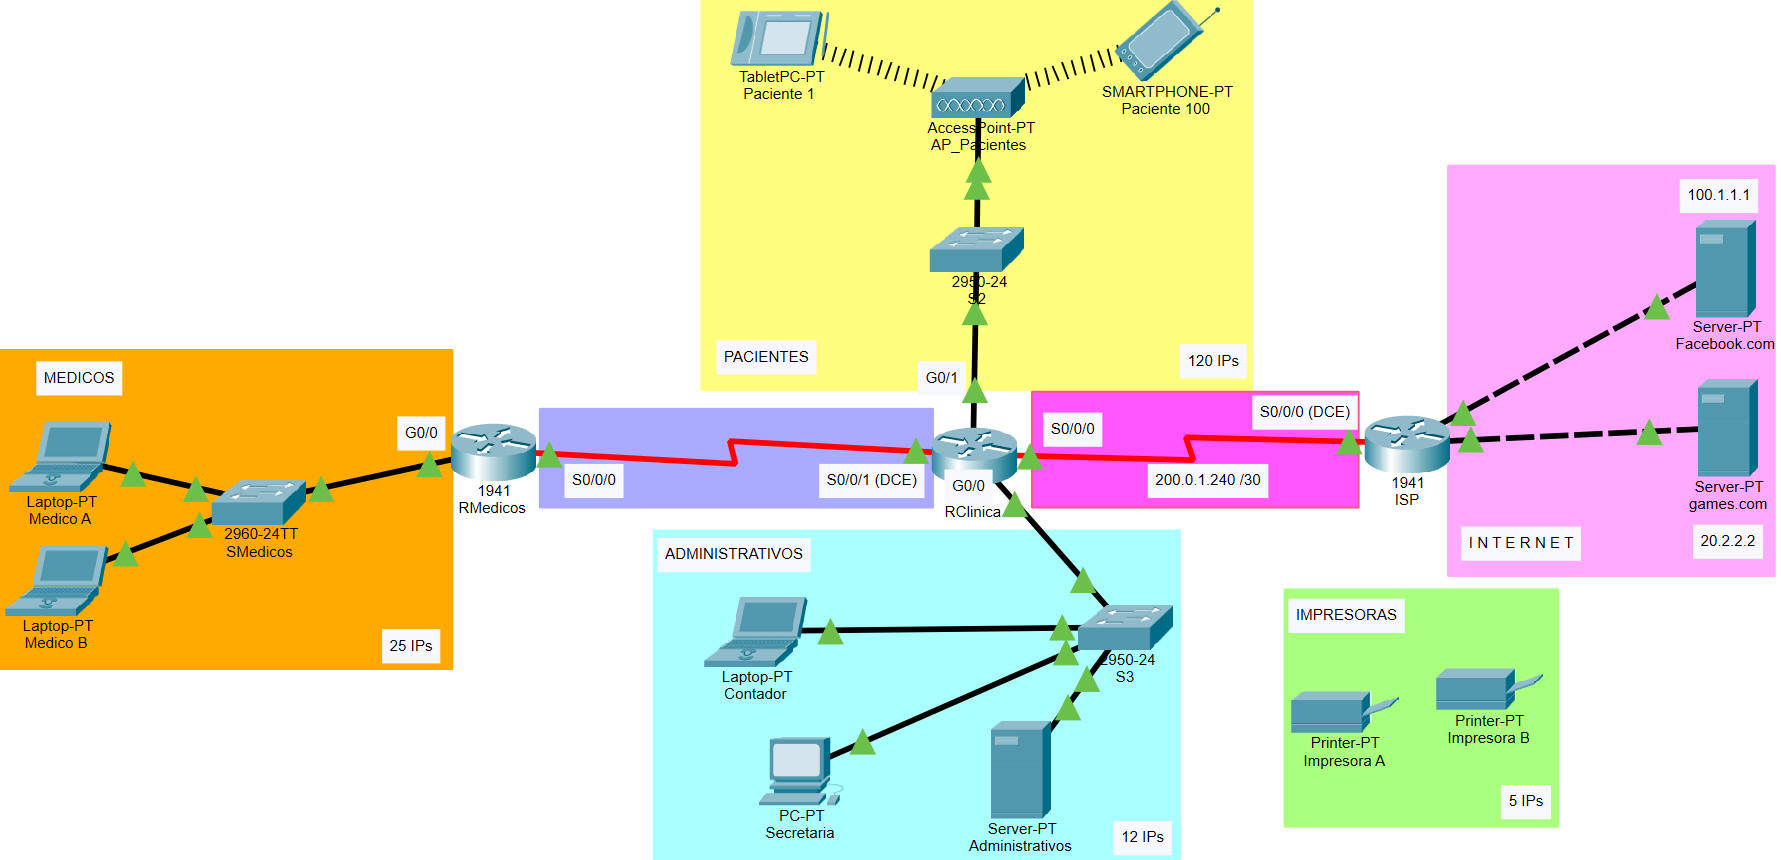 TabletPC-PT
Paciente 1
SMARTPHONE-PT
Paciente 100
AccessPoint-PT
AP_Pacientes
2950-24
S2
PACIENTES
120 IPs
G0/1
MEDICOS
G0/0
Laptop-PT
Medico A
2960-24TT
SMedicos
Laptop-PT
Medico B
25 IPs
1941
RMedicos
S0/0/0
S0/0/1 (DCE)
G0/0
RClinica
S0/0/0
S0/0/0 (DCE)
200.0.1.240 /30
1941
ISP
100.1.1.1
Server-PT
Facebook.com
Server-PT
games.com
20.2.2.2
I N T E R N E T
ADMINISTRATIVOS
Laptop-PT
Contador
2950-24
S3
PC-PT
Secretaria
Server-PT
Administrativos
12 IPs
IMPRESORAS
Printer-PT
Impresora A
Printer-PT
Impresora B
5 IPs